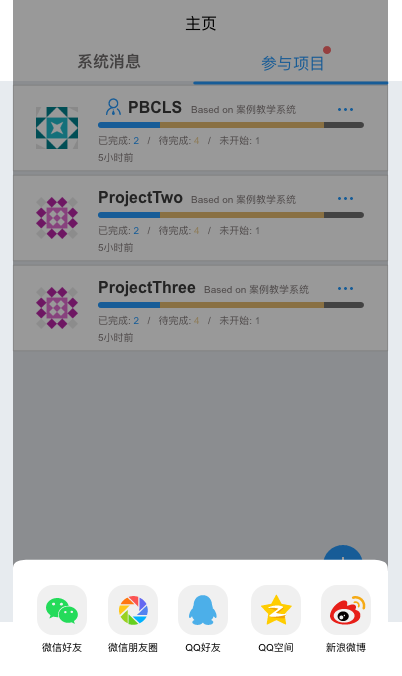 主页
系统消息
参与项目
PBCLS Based on 案例教学系统
已完成: 2 / 待完成: 4 / 未开始: 1
5小时前
ProjectTwo Based on 案例教学系统
已完成: 2 / 待完成: 4 / 未开始: 1
5小时前
ProjectThree Based on 案例教学系统
已完成: 2 / 待完成: 4 / 未开始: 1
5小时前
微信好友
微信朋友圈
QQ好友
QQ空间
新浪微博